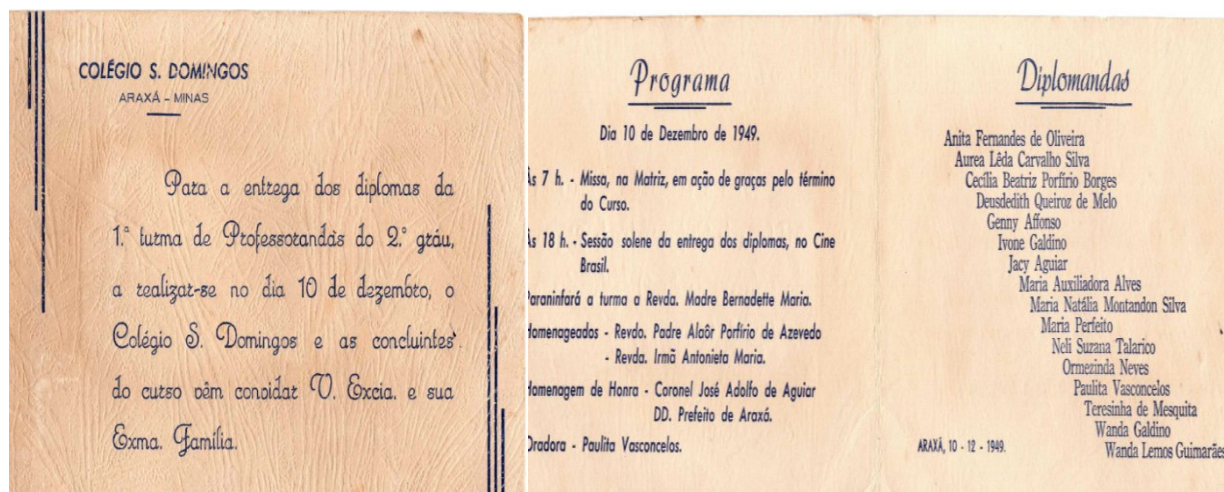 COLÉGIO S. DOMINGOS
ARAXÁ - MINAS
Para a entrega dos diplomas da
1.ª turma de Professorandas do 2.º gráu,
a realizar-se no dia 10 de dezembro, o
Colégio S. Domingos e as concluintes
do curso vêm convidar V. Excia. e sua
Exma. Família.
Programa
Dia 10 de Dezembro de 1949.
Às 7 h. - Missa, na Matriz, em ação de graças pelo término
do Curso.
Às 18 h. - Sessão solene da entrega dos diplomas, no Cine
Brasil.
Paraninfará a turma a Revda. Madre Bernadette Maria.
Homenageados - Revdo. Padre Alaôr Porfírio de Azevedo
- Revda. Irmã Antonieta Maria.
Homenagem de Honra - Coronel José Adolfo de Aguiar
DD. Prefeito de Araxá.
Oradora - Paulita Vasconcelos.
Diplomandas
Anita Fernandes de Oliveira
Aurea Lêda Carvalho Silva
Cecília Beatriz Porfírio Borges
Deusdedith Queiroz de Melo
Genny Affonso
Ivone Galdino
Jacy Aguiar
Maria Auxiliadora Alves
Maria Natália Montandon Silva
Maria Perfeito
Neli Suzana Talarico
Ormezinda Neves
Paulita Vasconcelos
Teresinha de Mesquita
Wanda Galdino
Wanda Lemos Guimarães
ARAXÁ, 10 - 12 - 1949.